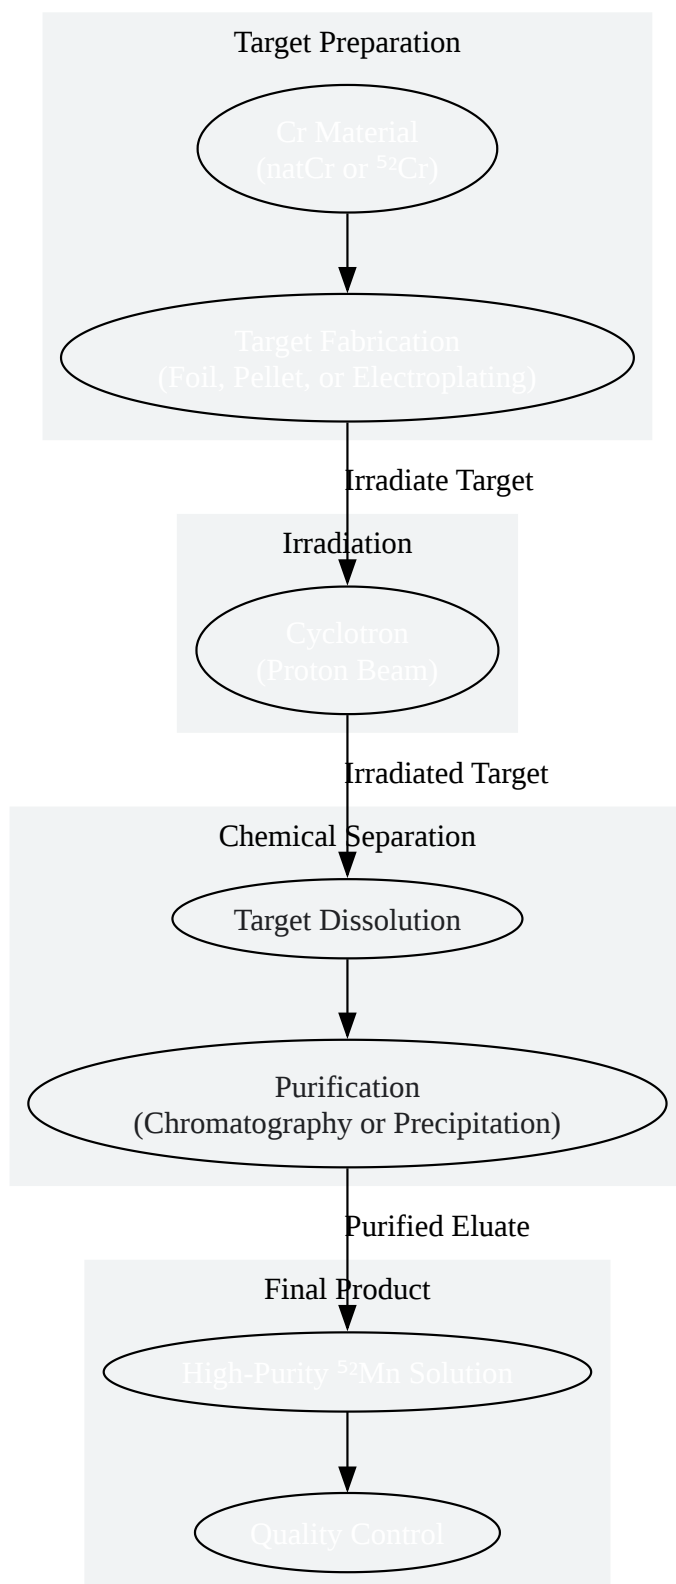 Target Preparation
Cr Material
(natCr or ⁵²Cr)
Target Fabrication
(Foil, Pellet, or Electroplating)
Irradiate Target
Irradiation
Cyclotron
(Proton Beam)
Irradiated Target
Chemical Separation
Target Dissolution
Purification
(Chromatography or Precipitation)
Purified Eluate
Final Product
High-Purity ⁵²Mn Solution
Quality Control